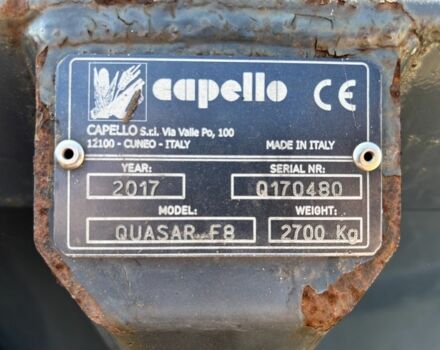 capello CE
CAPELLO S.r.l. Via Valle Po, 100
12100 - CUNEO - ITALY MADE IN ITALY
YEAR: SERIAL NR:
2017 Q170480
MODEL: WEIGHT:
QUASAR F8 2700 Kg